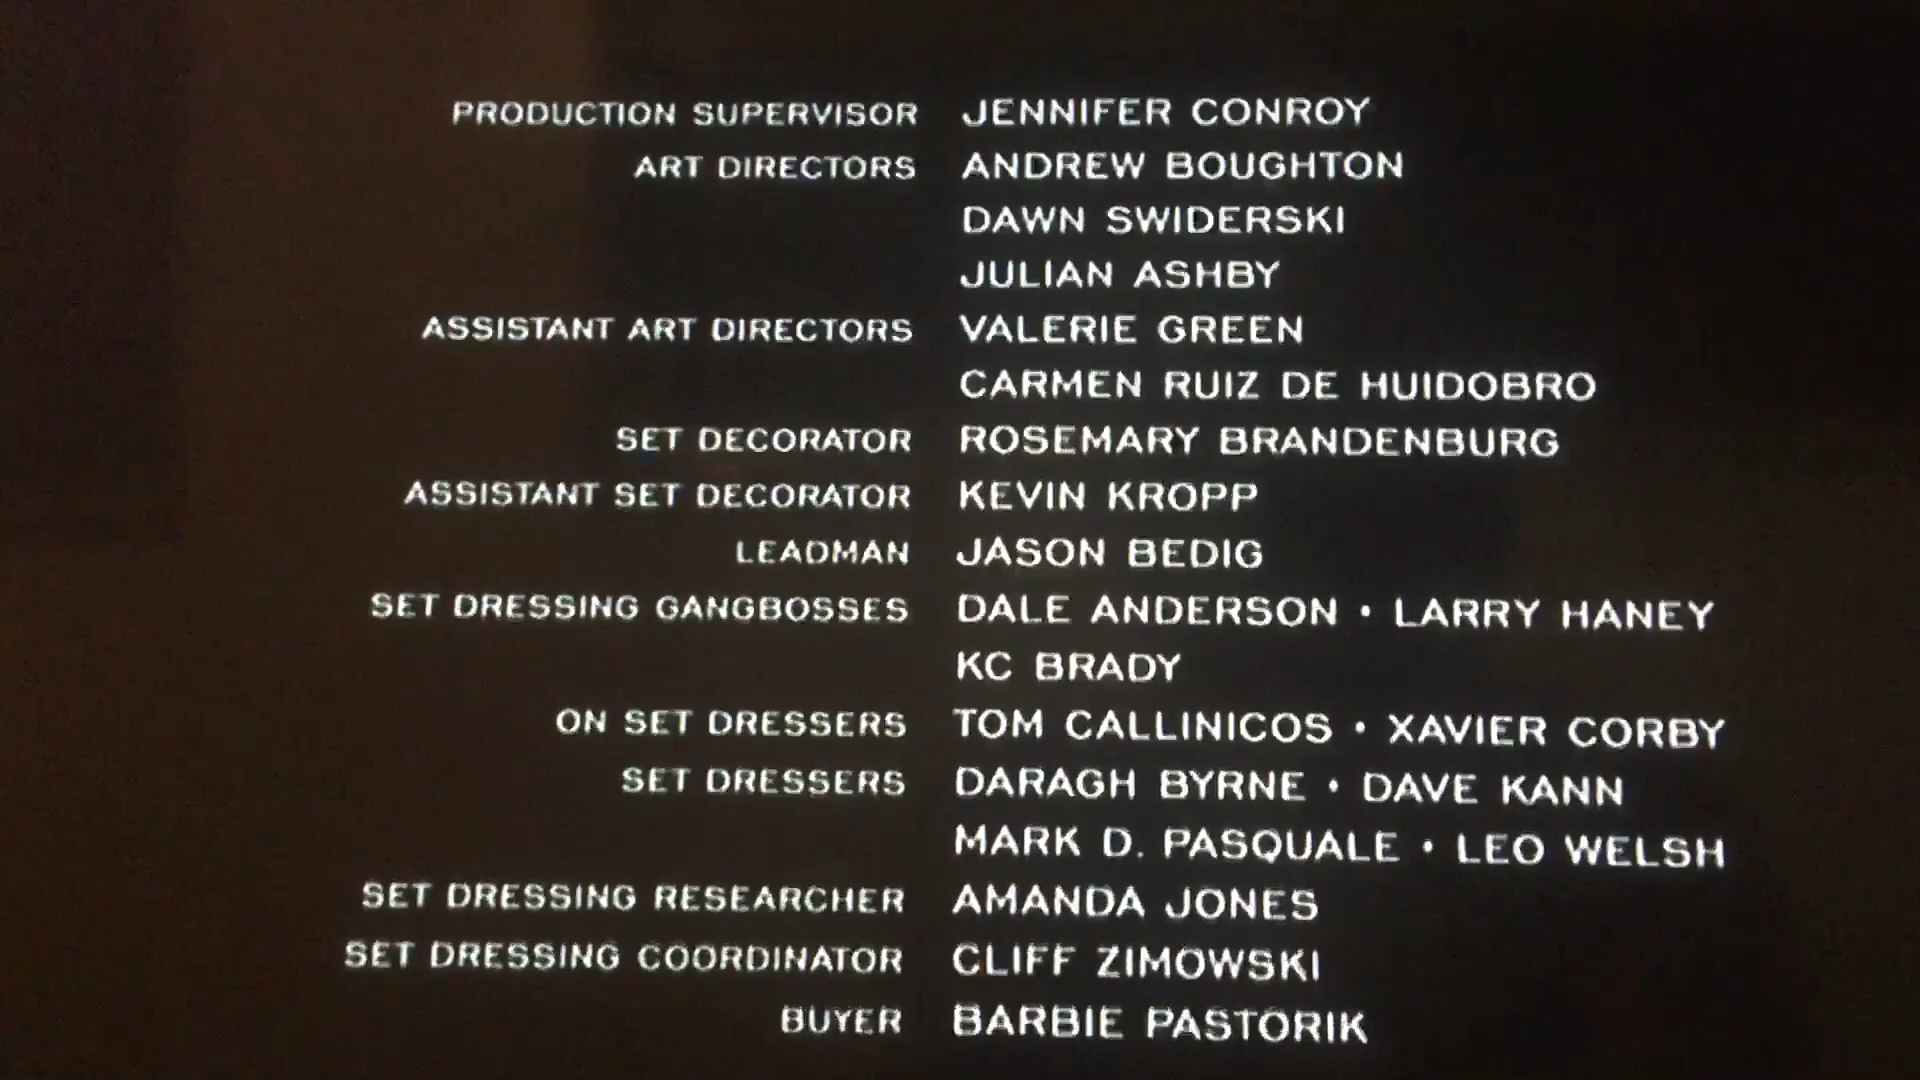 PRODUCTION SUPERVISOR JENNIFER CONROY
ART DIRECTORS ANDREW BOUGHTON
DAWN SWIDERSKI
JULIAN ASHBY
ASSISTANT ART DIRECTORS VALERIE GREEN
CARMEN RUIZ DE HUIDOBRO
SET DECORATOR ROSEMARY BRANDENBURG
ASSISTANT SET DECORATOR KEVIN KROPP
LEADMAN JASON BEDIG
SET DRESSING GANGBOSSES DALE ANDERSON • LARRY HANEY
KC BRADY
ON SET DRESSERS TOM CALLINICOS • XAVIER CORBY
SET DRESSERS DARAGH BYRNE • DAVE KANN
MARK D. PASQUALE • LEO WELSH
SET DRESSING RESEARCHER AMANDA JONES
SET DRESSING COORDINATOR CLIFF ZIMOWSKI
BUYER BARBIE PASTORIK